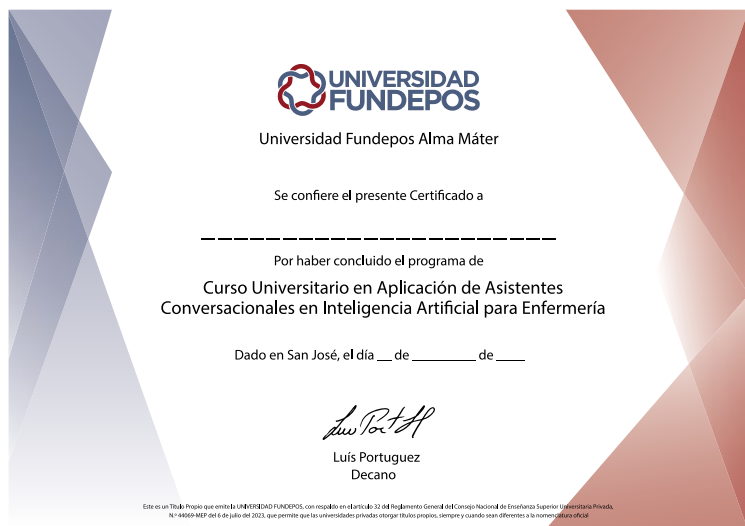 UNIVERSIDAD
FUNDEPOS
Universidad Fundepos Alma Máter
Se confiere el presente Certificado a
Por haber concluido el programa de
Curso Universitario en Aplicación de Asistentes
Conversacionales en Inteligencia Artificial para Enfermería
Dado en San José, el día __ de ________ de ____
Luís Portuguez
Decano
Este es un Título Propio que emite la UNIVERSIDAD FUNDEPOS, con respaldo en el artículo 32 del Reglamento General del Consejo Nacional de Enseñanza Superior Universitaria Privada,
N.º 44069-MEP del 6 de julio del 2023, que permite que las universidades privadas otorgar títulos propios, siempre y cuando sean diferentes a la nomenclatura oficial